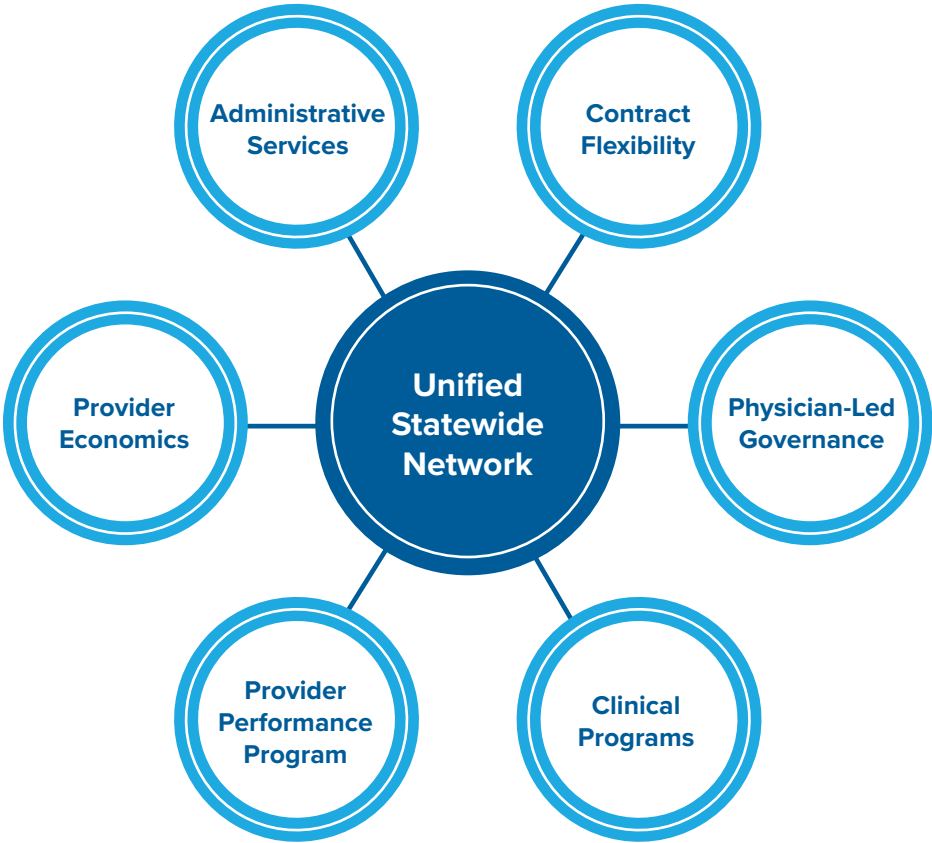 Administrative
Services
Contract
Flexibility
Provider
Economics
Unified
Statewide
Network
Physician-Led
Governance
Provider
Performance
Program
Clinical
Programs